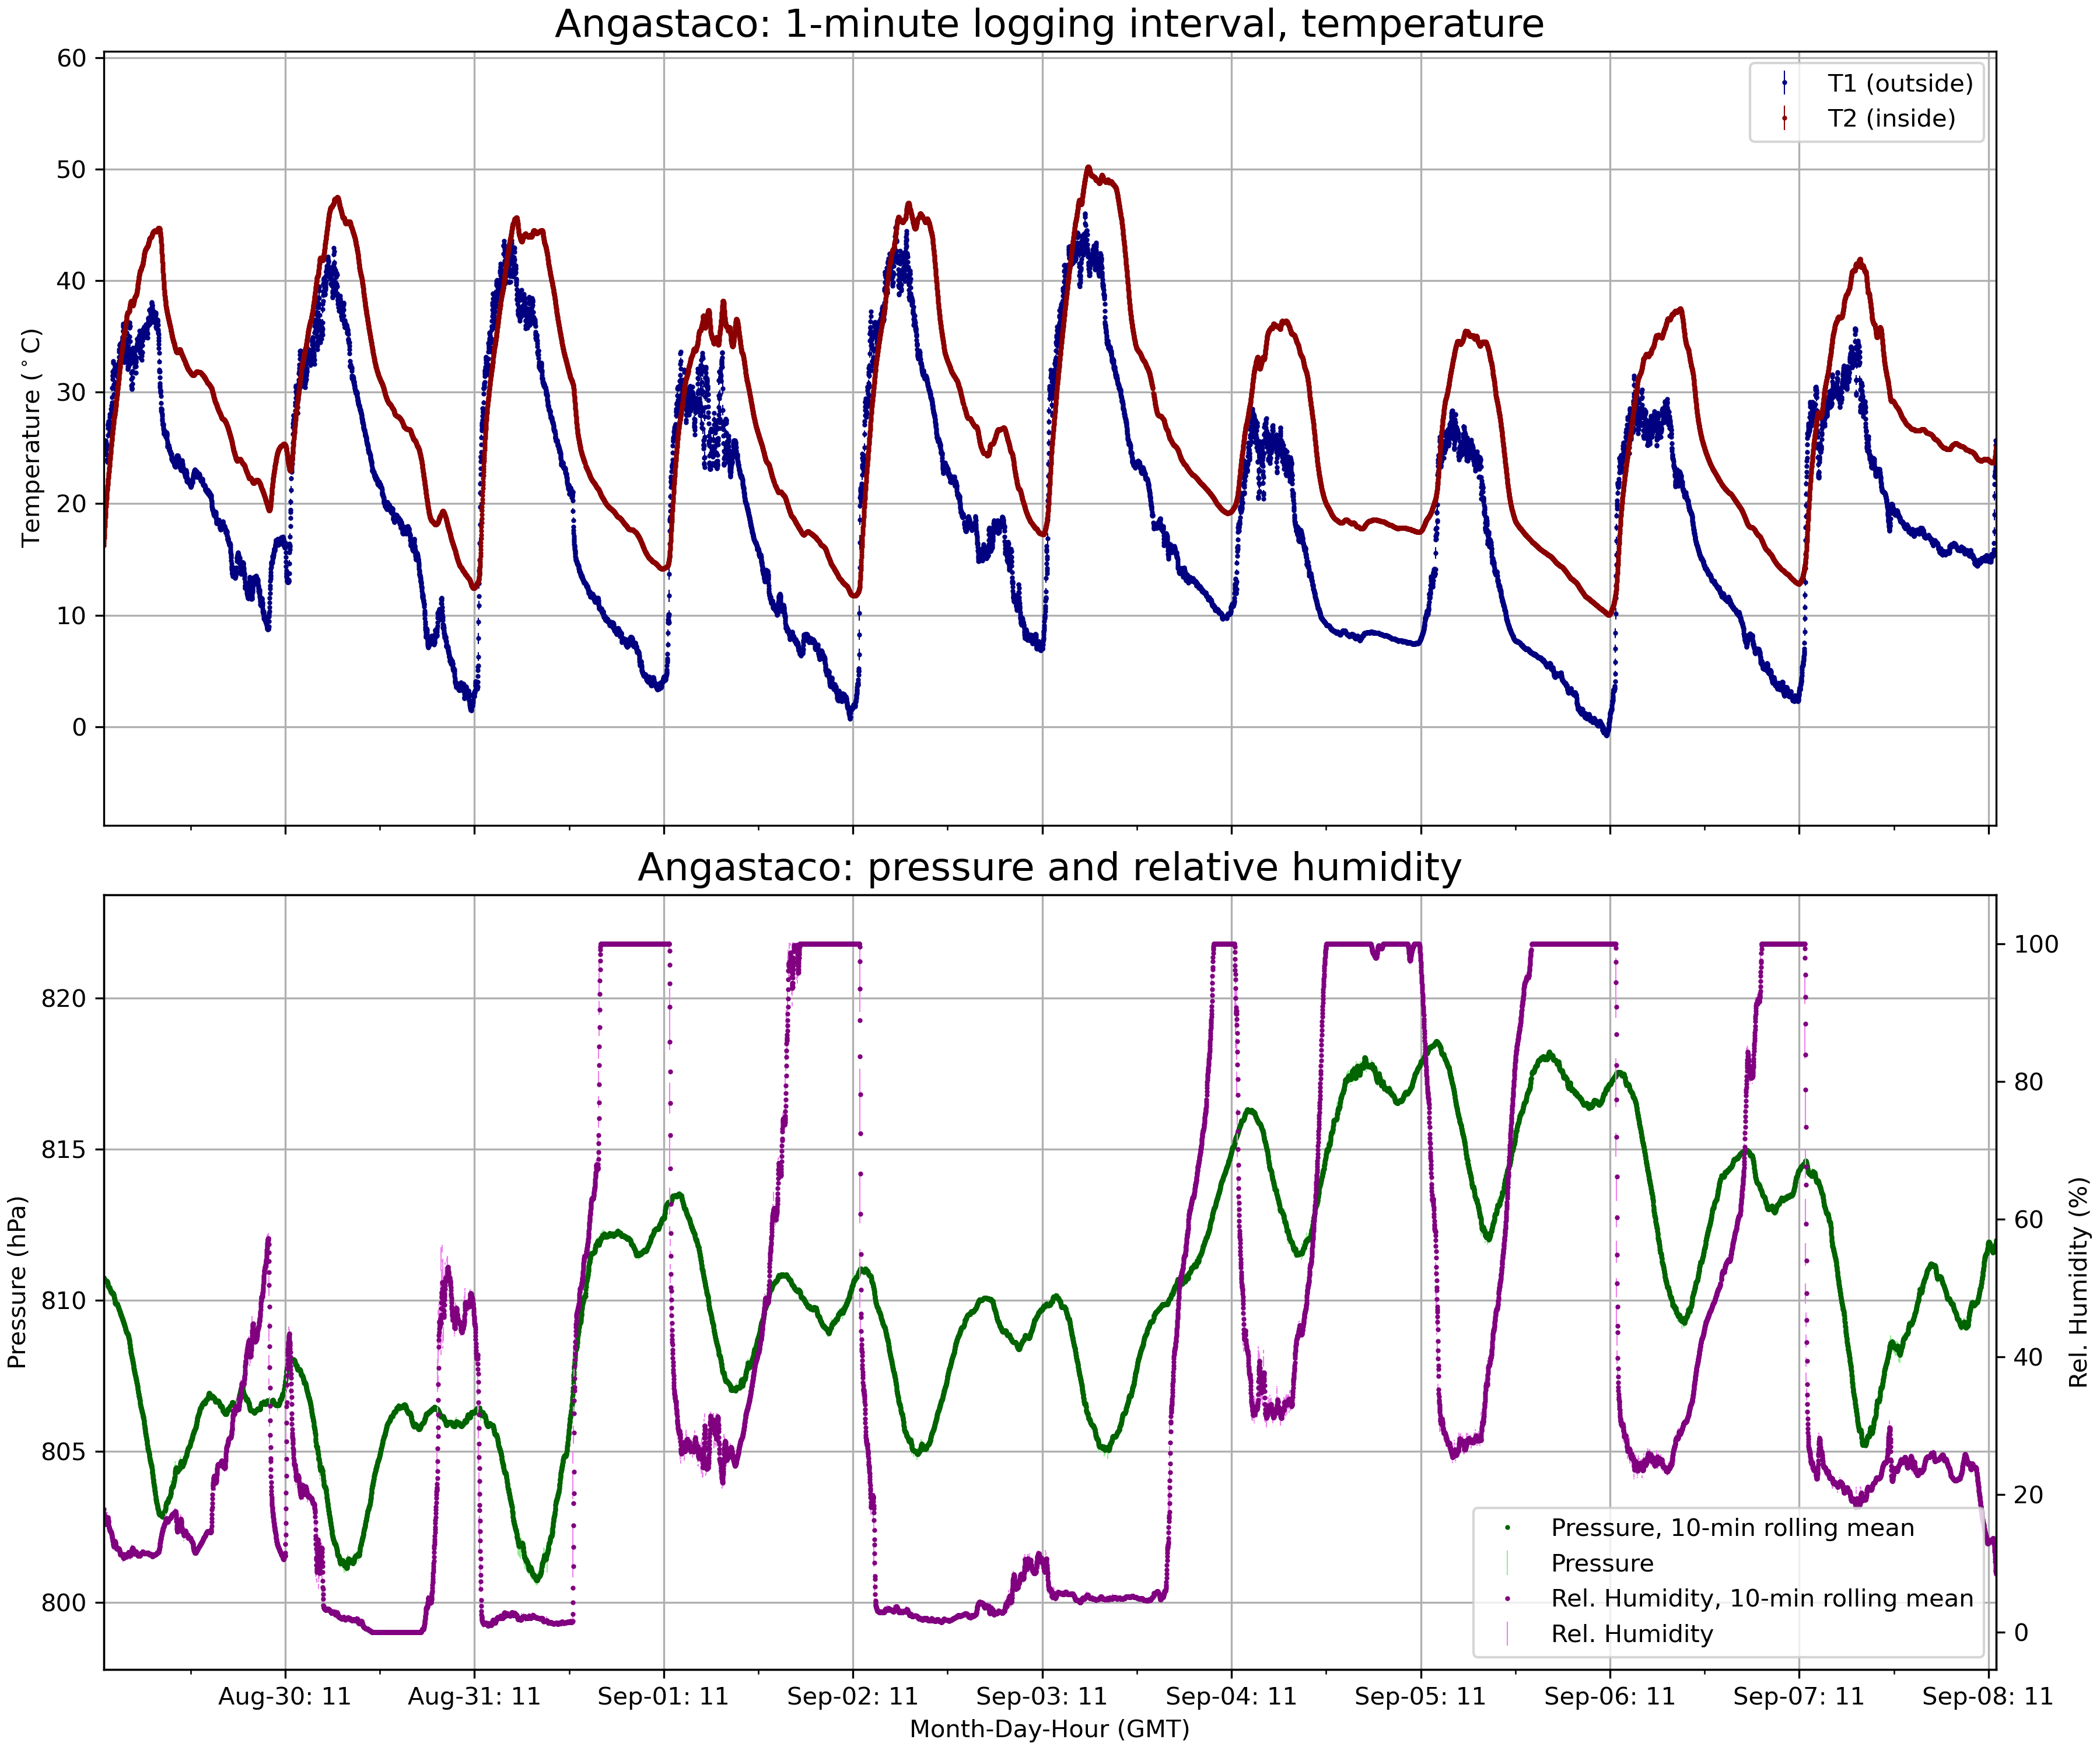 Angastaco: 1-minute logging interval, temperature
60
50
40
30
20
10
0
Temperature (°C)
T1 (outside)
T2 (inside)
Angastaco: pressure and relative humidity
820
815
810
805
800
Pressure (hPa)
100
80
60
40
20
0
Rel. Humidity (%)
Pressure, 10-min rolling mean
Pressure
Rel. Humidity, 10-min rolling mean
Rel. Humidity
Aug-30: 11 Aug-31: 11 Sep-01: 11 Sep-02: 11 Sep-03: 11 Sep-04: 11 Sep-05: 11 Sep-06: 11 Sep-07: 11 Sep-08: 11
Month-Day-Hour (GMT)